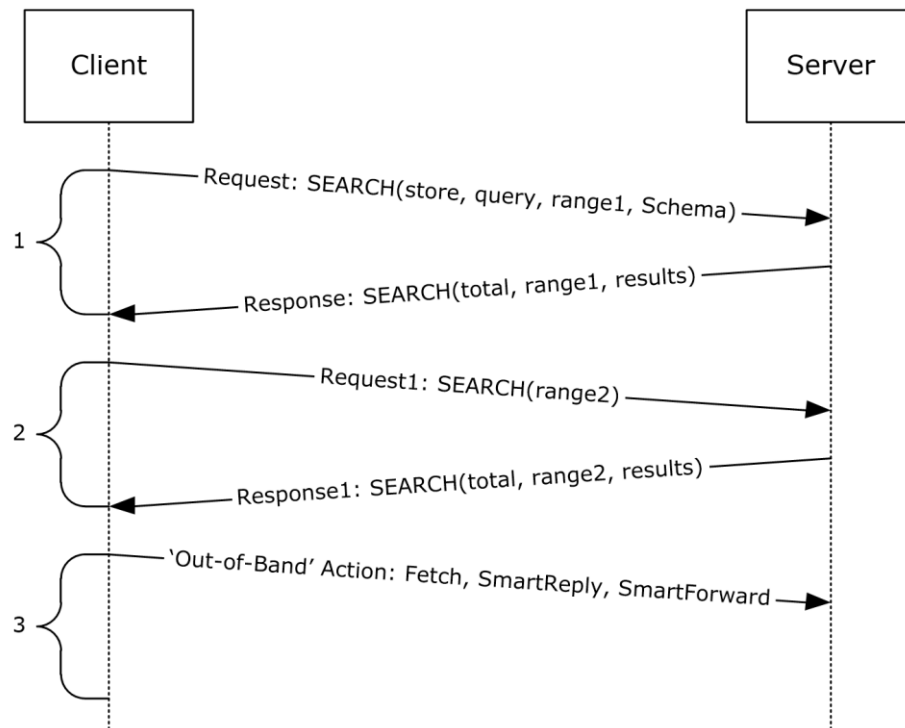 Client
Server
Request: SEARCH(store, query, range1, Schema)
1
Response: SEARCH(total, range1, results)
Request1: SEARCH(range2)
2
Response1: SEARCH(total, range2, results)
‘Out-of-Band’ Action: Fetch, SmartReply, SmartForward
3